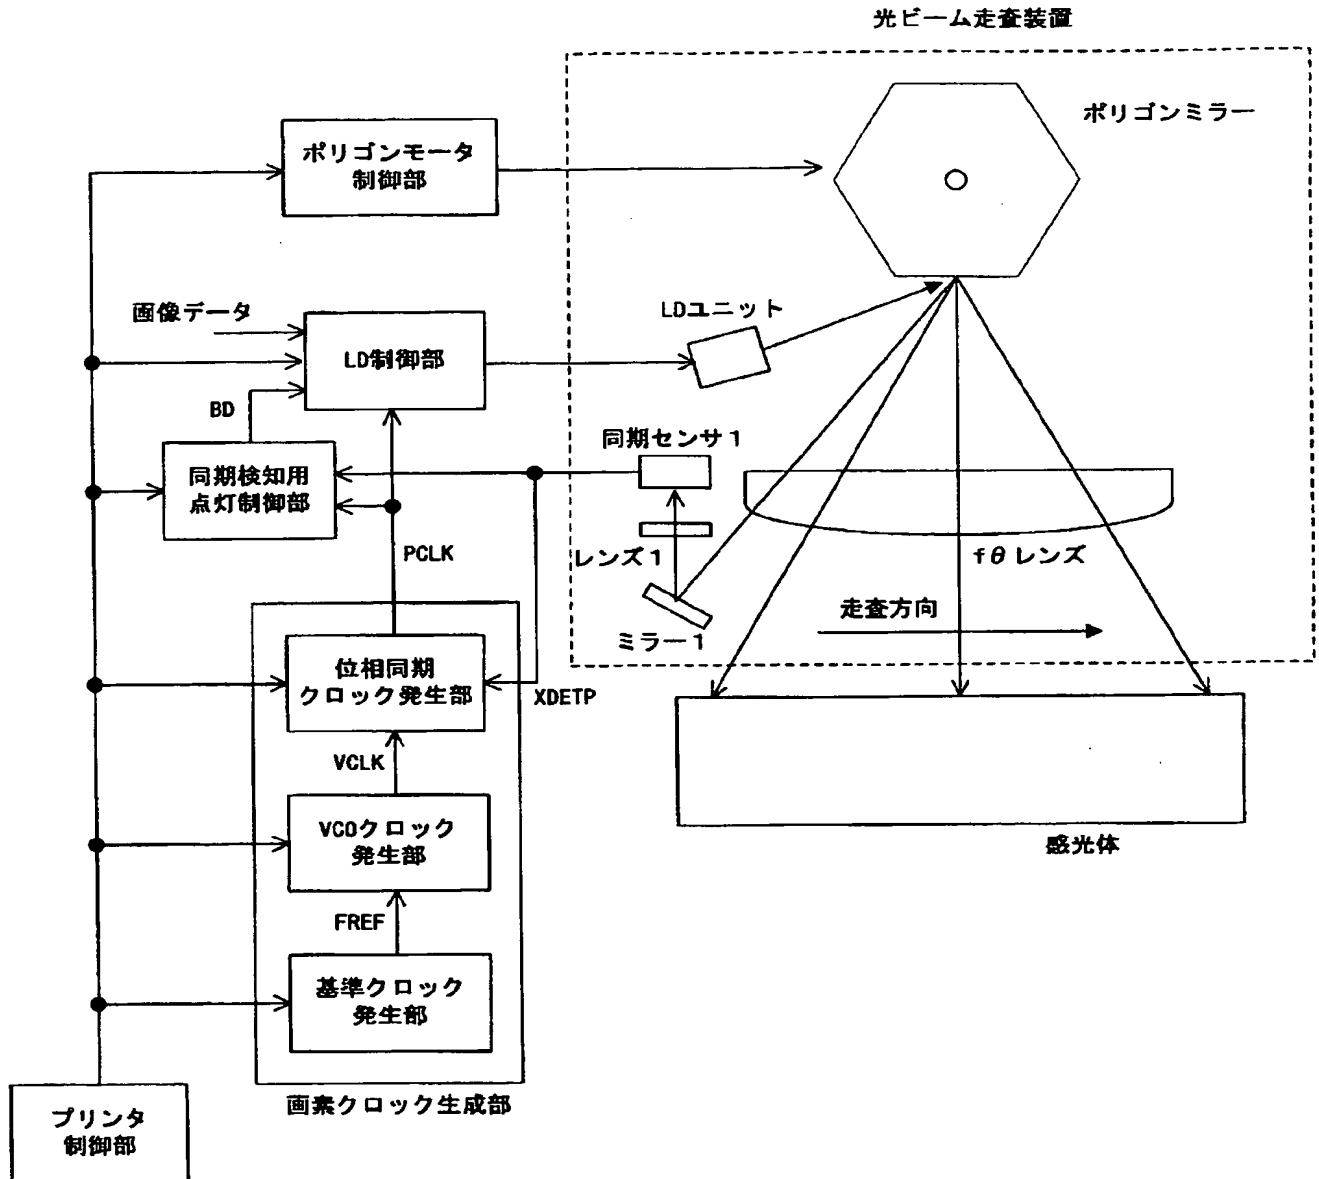 光ビーム走査装置
ポリゴンミラー
ポリゴンモータ
制御部
画像データ
LDユニット
LD制御部
BD
同期センサ1
同期検知用
点灯制御部
レンズ1
fθレンズ
PCLK
走査方向
ミラー1
位相同期
クロック発生部
XDETP
VCLK
VCOクロック
発生部
感光体
FREF
基準クロック
発生部
画素クロック生成部
プリンタ
制御部